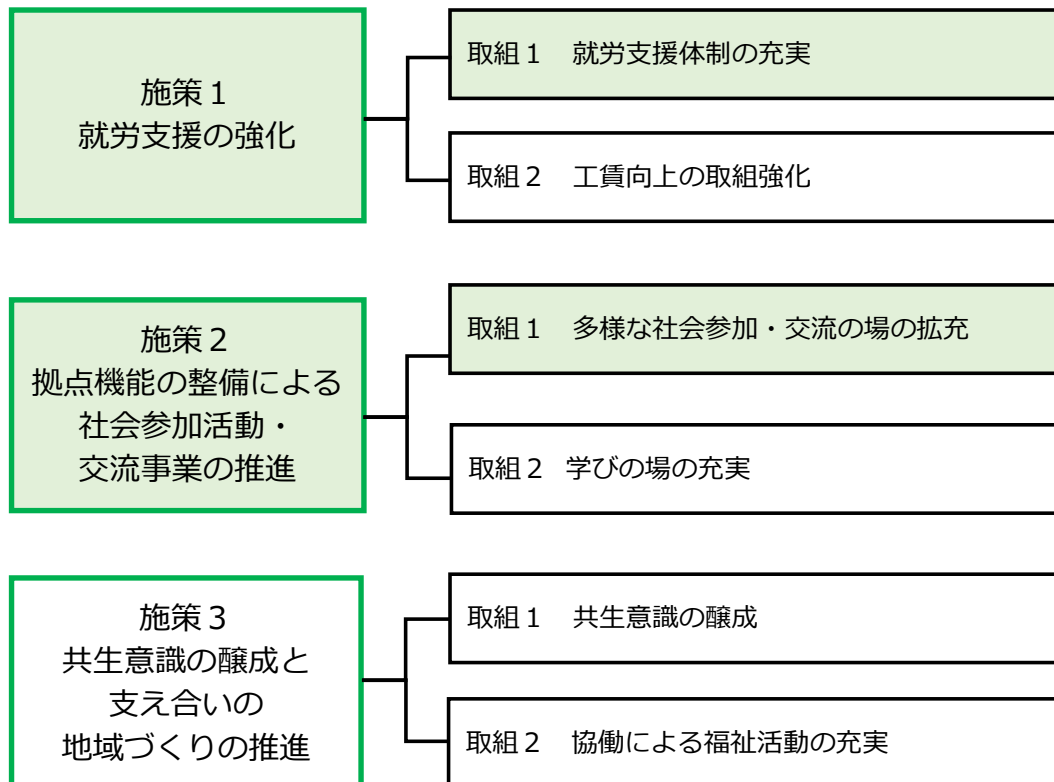 施策１
就労支援の強化
取組１　就労支援体制の充実
取組２　工賃向上の取組強化
施策２
拠点機能の整備による
社会参加活動・
交流事業の推進
取組１　多様な社会参加・交流の場の拡充
取組２　学びの場の充実
施策３
共生意識の醸成と
支え合いの
地域づくりの推進
取組１　共生意識の醸成
取組２　協働による福祉活動の充実